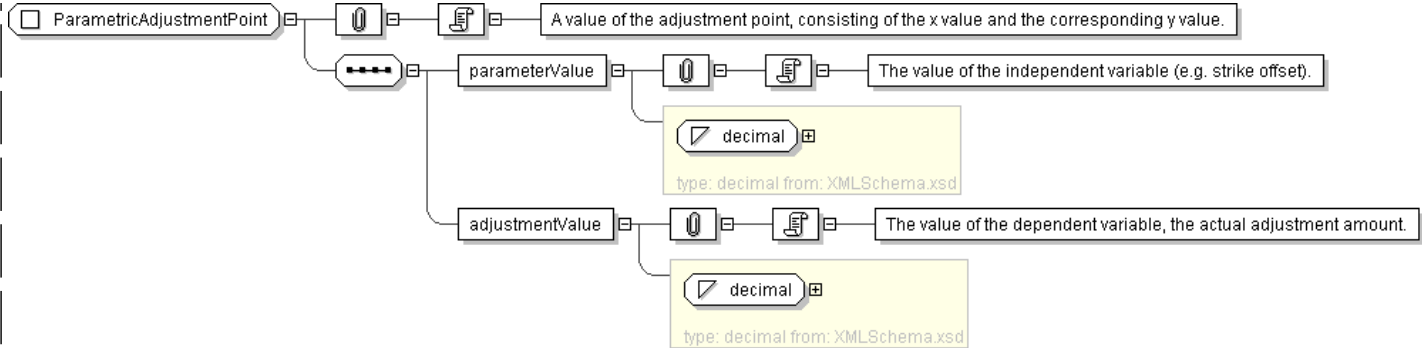 ParametricAdjustmentPoint
A value of the adjustment point, consisting of the x value and the corresponding y value.
parameterValue
The value of the independent variable (e.g. strike offset).
decimal
type: decimal from: XMLSchema.xsd
adjustmentValue
The value of the dependent variable, the actual adjustment amount.
decimal
type: decimal from: XMLSchema.xsd